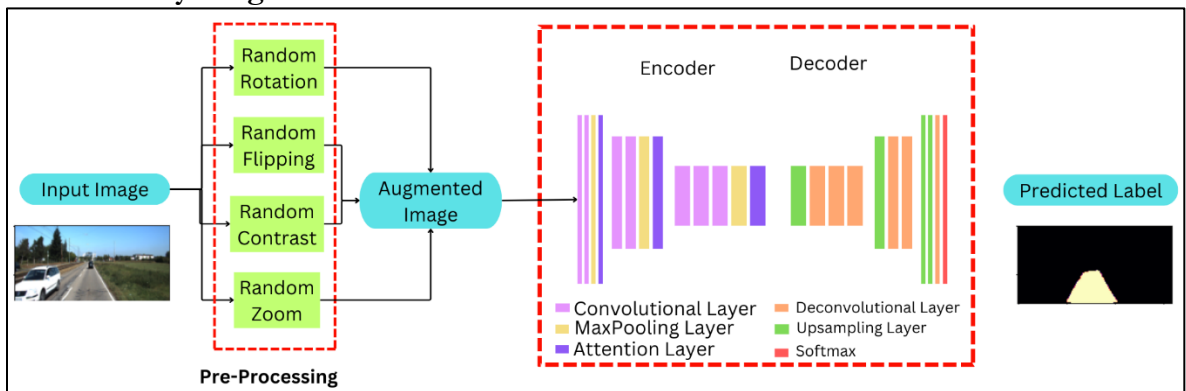 Random
Rotation
Random
Flipping
Input Image
Random
Contrast
Random
Zoom
Pre-Processing
Augmented
Image
Encoder
Decoder
Convolutional Layer
MaxPooling Layer
Attention Layer
Deconvolutional Layer
Upsampling Layer
Softmax
Predicted Label